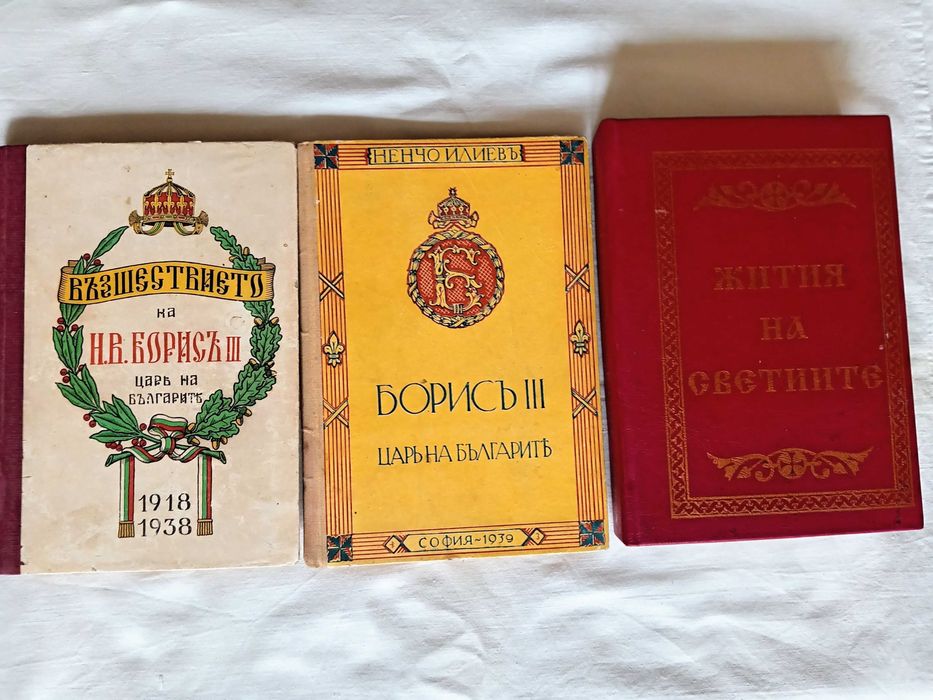 ВЪЗШЕСТВИЕТО
на
Н.В. БОРИСЪ III
ЦАРЬ НА
БЪЛГАРИТѢ
1918
1938
НЕНЧО ИЛИЕВЪ
Б
III
БОРИСЪ III
ЦАРЬ НА БЪЛГАРИТѢ
СОФИЯ~1939
ЖИТИЯ
НА
СВЕТИИТЕ